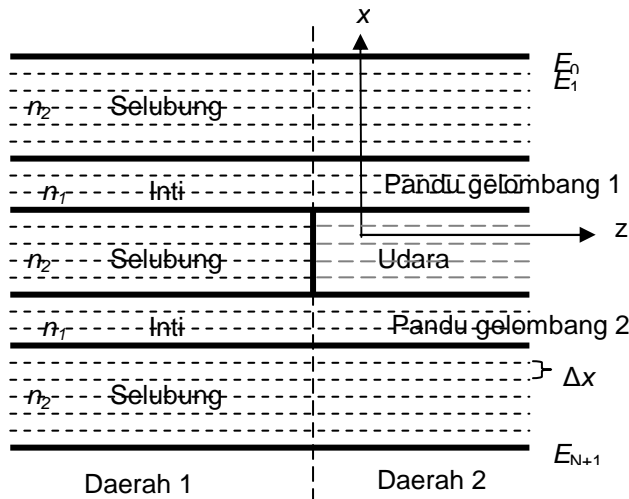 x
E₀
E₁
n₂ Selubung
n₁ Inti Pandu gelombang 1
z
n₂ Selubung Udara
n₁ Inti Pandu gelombang 2
Δx
n₂ Selubung
E_N+1
Daerah 1 Daerah 2